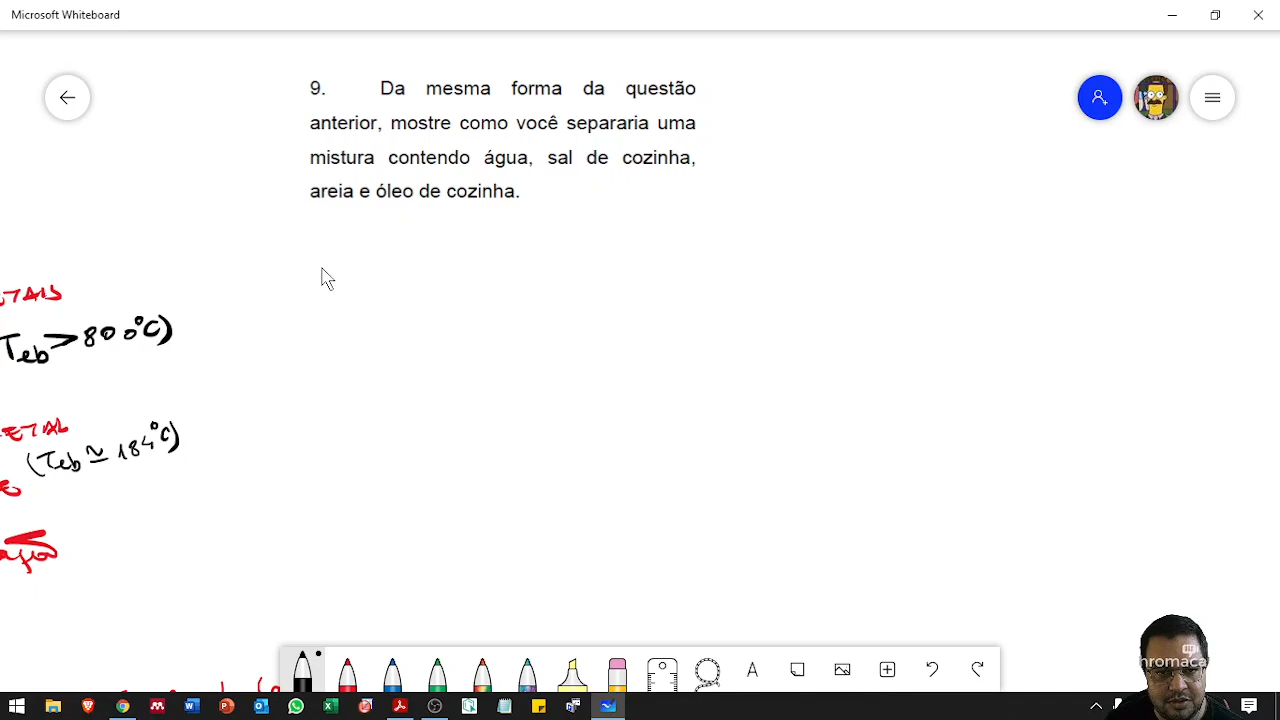 Microsoft Whiteboard
9. Da mesma forma da questão
anterior, mostre como você separaria uma
mistura contendo água, sal de cozinha,
areia e óleo de cozinha.
Teb > 800°C)
(Teb ≃ 184°C)
hromaca